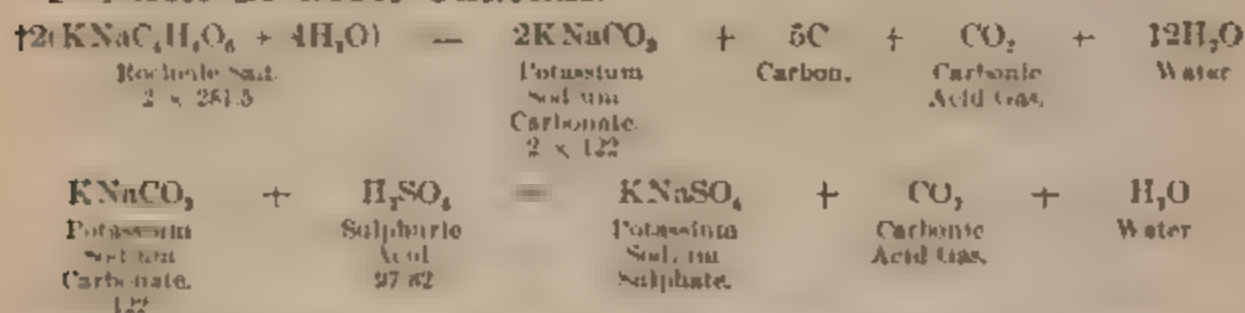 †2(KNaC₄H₄O₆ + 4H₂O) = 2KNaCO₃ + 5C + CO₂ + 12H₂O
Rochelle Salt. Potassium Carbon. Carbonic Water
2 × 281.5 Sodium Acid Gas.
Carbonate.
2 × 122
KNaCO₃ + H₂SO₄ = KNaSO₄ + CO₂ + H₂O
Potassium Sulphuric Potassium Carbonic Water
Sodium Acid Sodium Acid Gas.
Carbonate. 97.82 Sulphate.
122